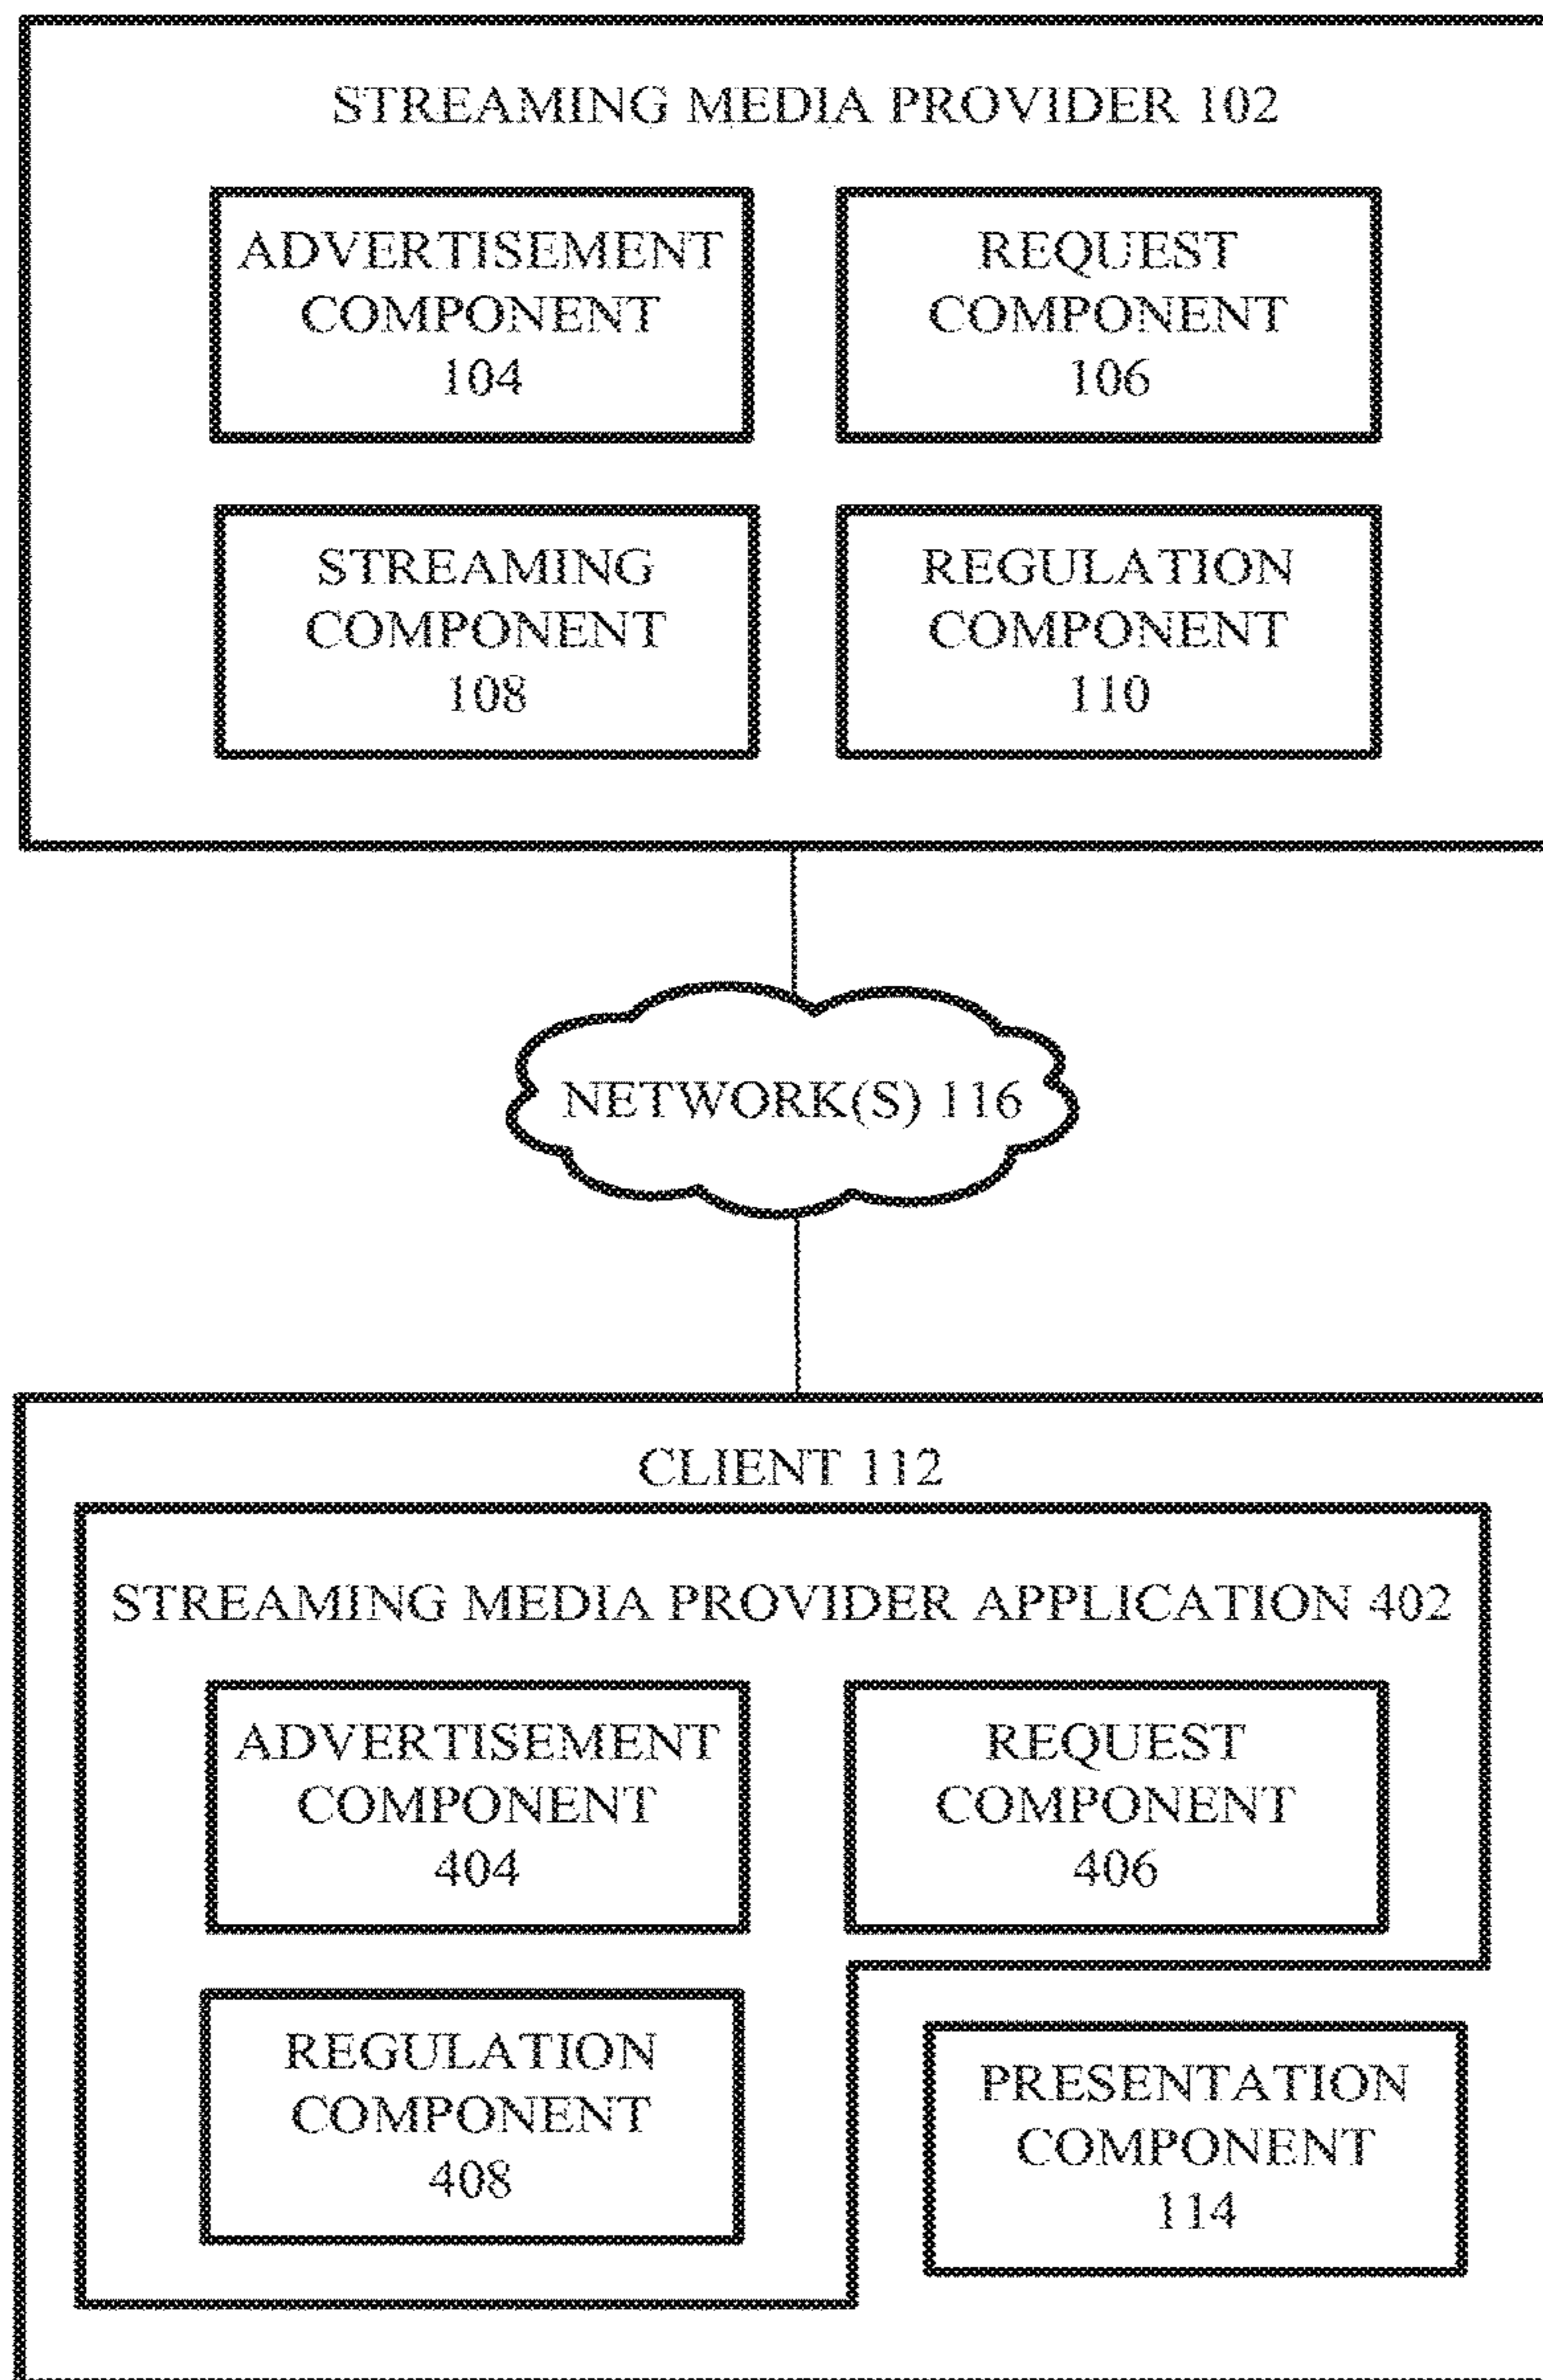 STREAMING MEDIA PROVIDER 102
ADVERTISEMENT
COMPONENT
104
REQUEST
COMPONENT
106
STREAMING
COMPONENT
108
REGULATION
COMPONENT
110
NETWORK(S) 116
CLIENT 112
STREAMING MEDIA PROVIDER APPLICATION 402
ADVERTISEMENT
COMPONENT
404
REQUEST
COMPONENT
406
REGULATION
COMPONENT
408
PRESENTATION
COMPONENT
114